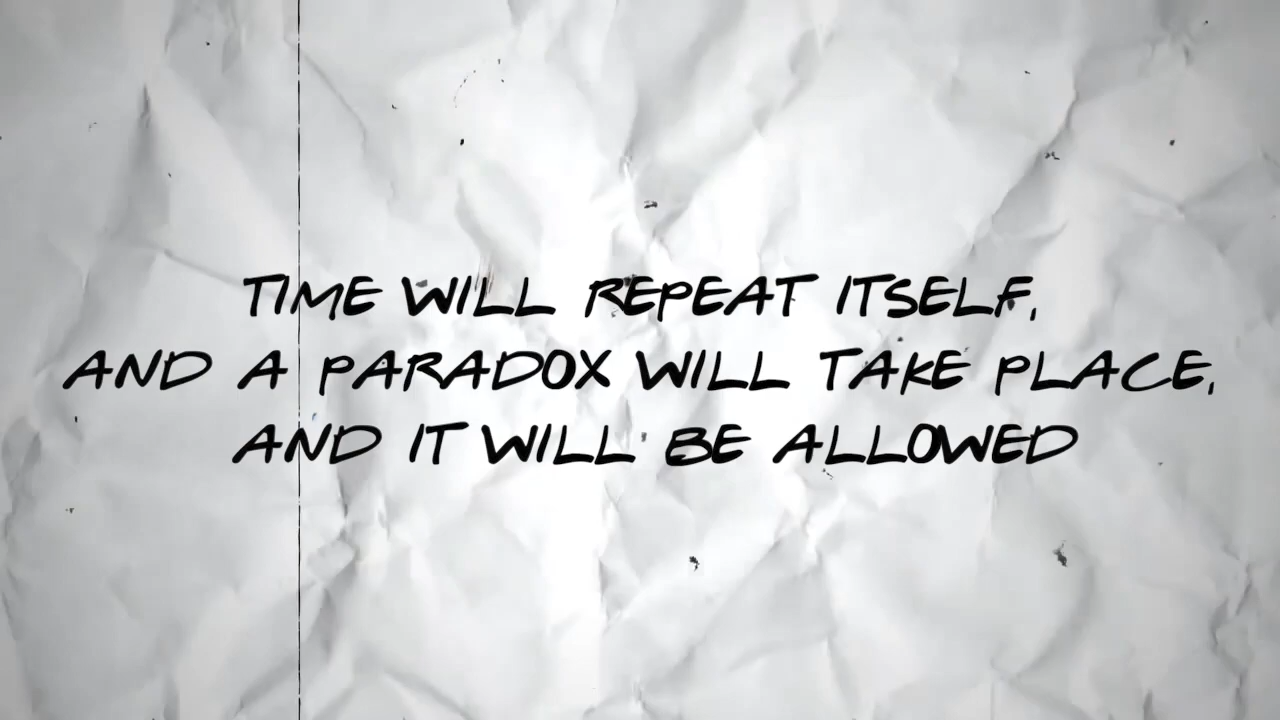 TIME WILL REPEAT ITSELF,
AND A PARADOX WILL TAKE PLACE,
AND IT WILL BE ALLOWED